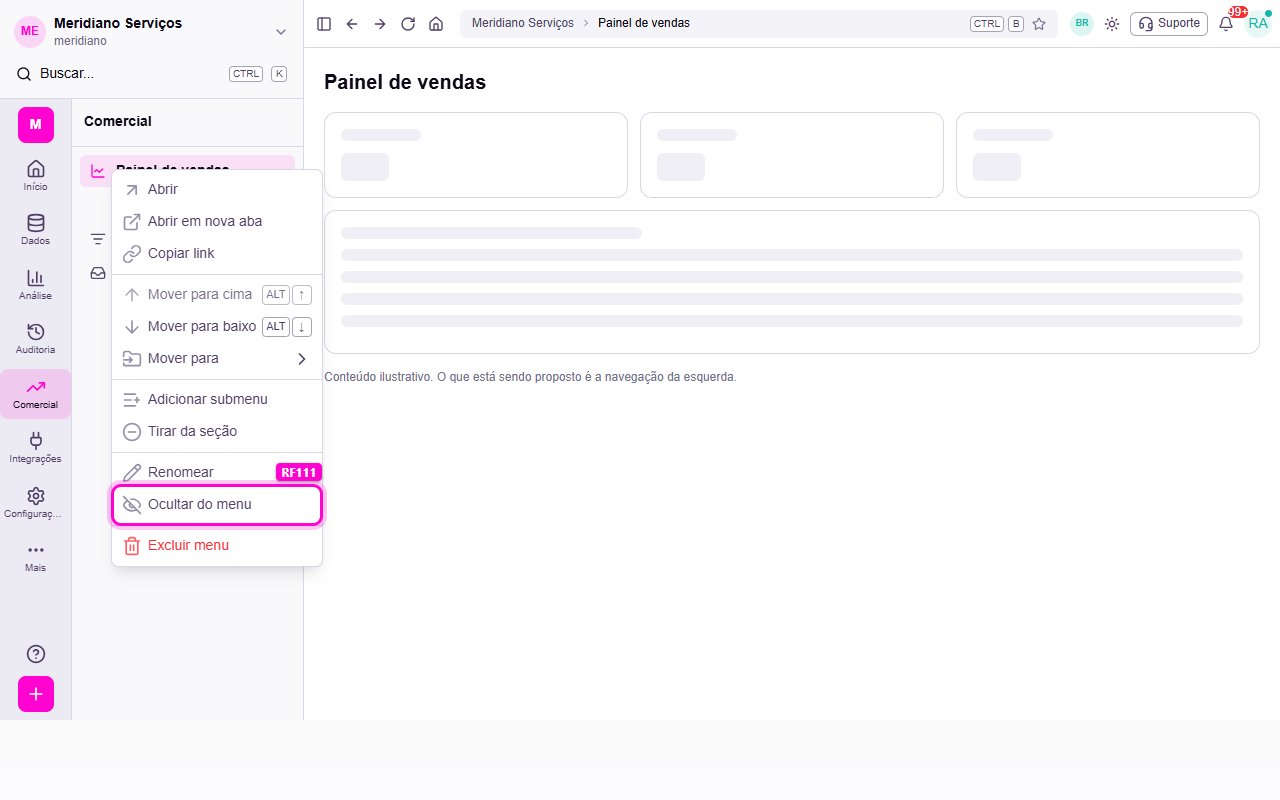 ME
Meridiano Serviços
meridiano
Buscar...
CTRL K
Meridiano Serviços > Painel de vendas
CTRL B
BR
Suporte
99+
RA
M
Início
Dados
Análise
Auditoria
Comercial
Integrações
Configuraç...
Mais
Comercial
Painel de vendas
Abrir
Abrir em nova aba
Copiar link
Mover para cima ALT ↑
Mover para baixo ALT ↓
Mover para
Adicionar submenu
Tirar da seção
Renomear
RF111
Ocultar do menu
Excluir menu
Painel de vendas
Conteúdo ilustrativo. O que está sendo proposto é a navegação da esquerda.